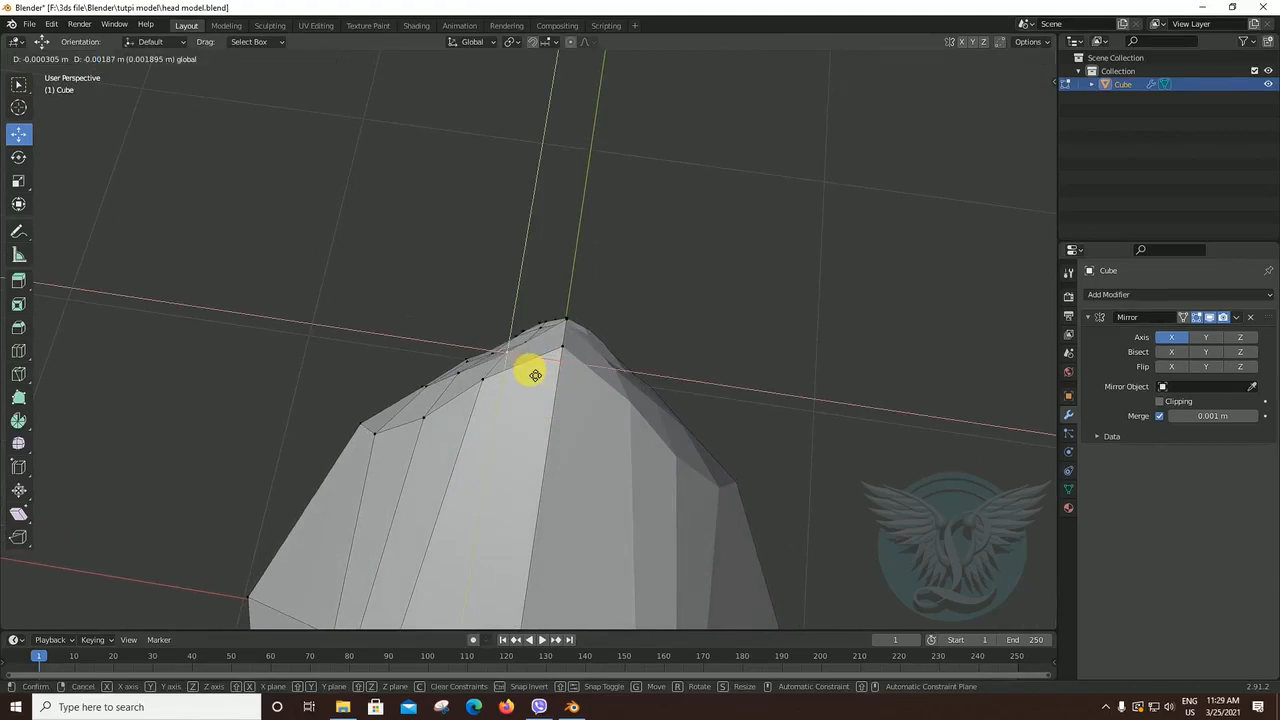 Blender* [F:\3ds file\tutpi model\head model.blend]
File Edit Render Window Help Layout Modeling Sculpting UV Editing Texture Paint Shading Animation Rendering Compositing Scripting + Scene View Layer
Orientation: Default Drag: Select Box Global X Y Z Options
D: -0.000305 m D: -0.00187 m (0.001895 m) global
User Perspective
(1) Cube
Scene Collection
Collection
Cube
Cube
Add Modifier
Mirror
Axis X Y Z
Bisect X Y Z
Flip X Y Z
Mirror Object
Clipping
Merge 0.001 m
Data
Playback Keying View Marker 1 Start 1 End 250
1 10 20 30 40 50 60 70 80 90 100 110 120 130 140 150 160 170 180 190 200 210 220 230 240 250
Confirm Cancel X X axis Y Y axis Z Z axis X X plane Y Y plane Z Z plane C Clear Constraints Ctrl Snap Invert Snap Toggle G Move R Rotate S Resize Automatic Constraint Automatic Constraint Plane 2.91.2
Type here to search
ENG
US
11:29 AM
3/25/2021